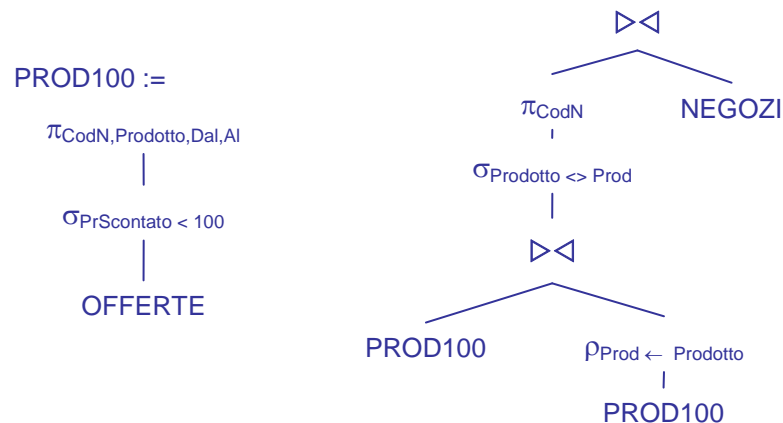 PROD100 :=
πCodN,Prodotto,Dal,Al
σPrScontato < 100
OFFERTE
▷◁
πCodN
NEGOZI
σProdotto <> Prod
▷◁
PROD100
ρProd ← Prodotto
PROD100